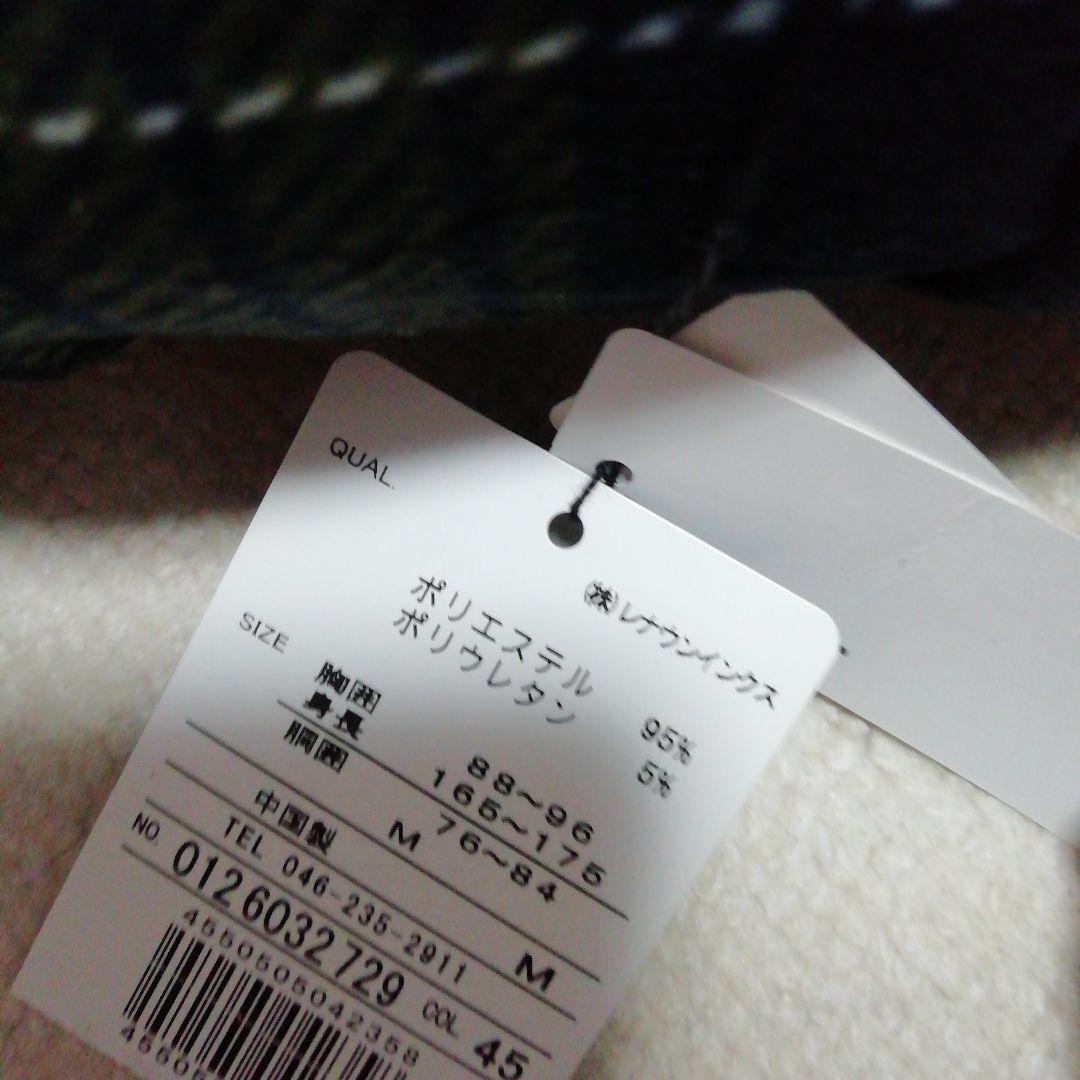 QUAL.
㈱レナウンインクス
ポリエステル 95%
ポリウレタン 5%
SIZE
胸囲 88~96
身長 165~175
胴囲 76~84
M
中国製 M
TEL 046-235-2911
NO. 0126032729 COL 45
4550505042358
45505